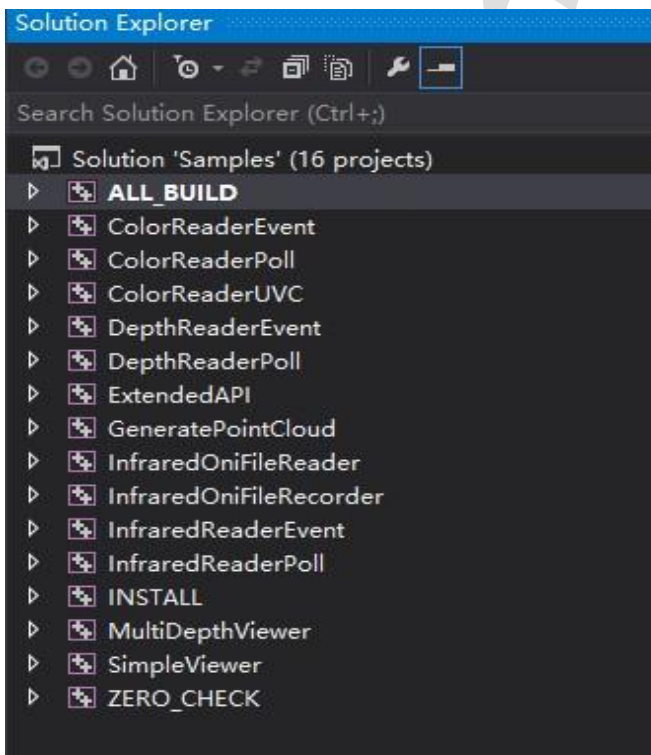 Solution Explorer
Search Solution Explorer (Ctrl+;)
Solution 'Samples' (16 projects)
ALL_BUILD
ColorReaderEvent
ColorReaderPoll
ColorReaderUVC
DepthReaderEvent
DepthReaderPoll
ExtendedAPI
GeneratePointCloud
InfraredOniFileReader
InfraredOniFileRecorder
InfraredReaderEvent
InfraredReaderPoll
INSTALL
MultiDepthViewer
SimpleViewer
ZERO_CHECK